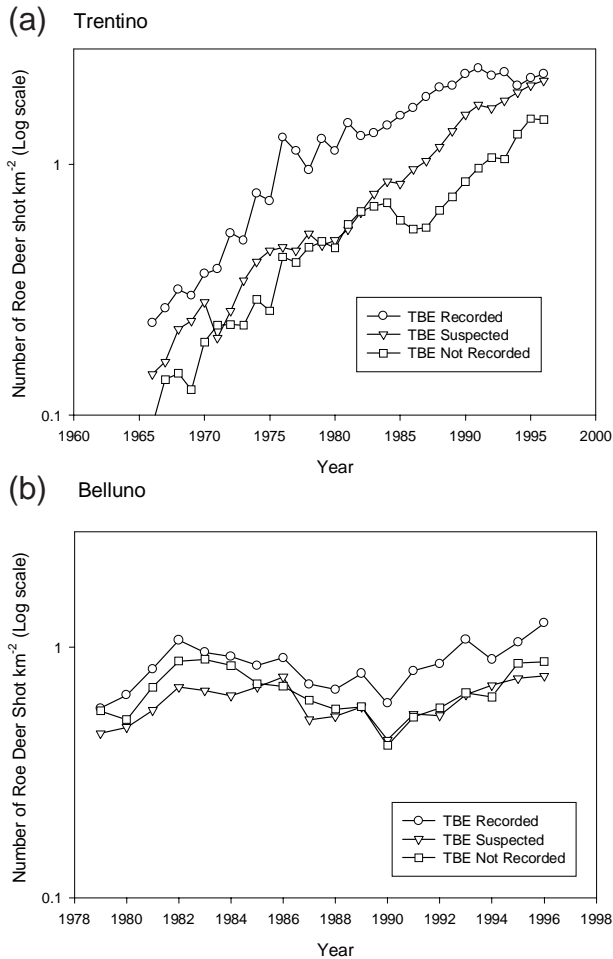 (a) Trentino
Number of Roe Deer shot km-2 (Log scale)
1
0.1
TBE Recorded
TBE Suspected
TBE Not Recorded
1960 1965 1970 1975 1980 1985 1990 1995 2000
Year
(b) Belluno
Number of Roe Deer Shot km-2 (Log scale)
1
0.1
TBE Recorded
TBE Suspected
TBE Not Recorded
1978 1980 1982 1984 1986 1988 1990 1992 1994 1996 1998
Year